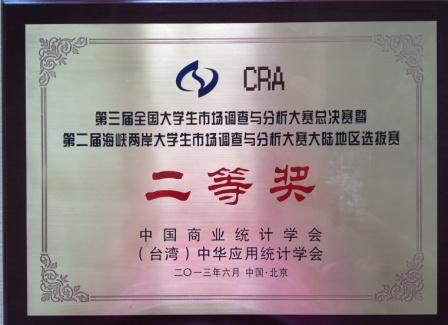 CRA
第三届全国大学生市场调查与分析大赛总决赛暨
第二届海峡两岸大学生市场调查与分析大赛大陆地区选拔赛
二等奖
中国商业统计学会
（台湾）中华应用统计学会
二〇一三年六月 中国·北京